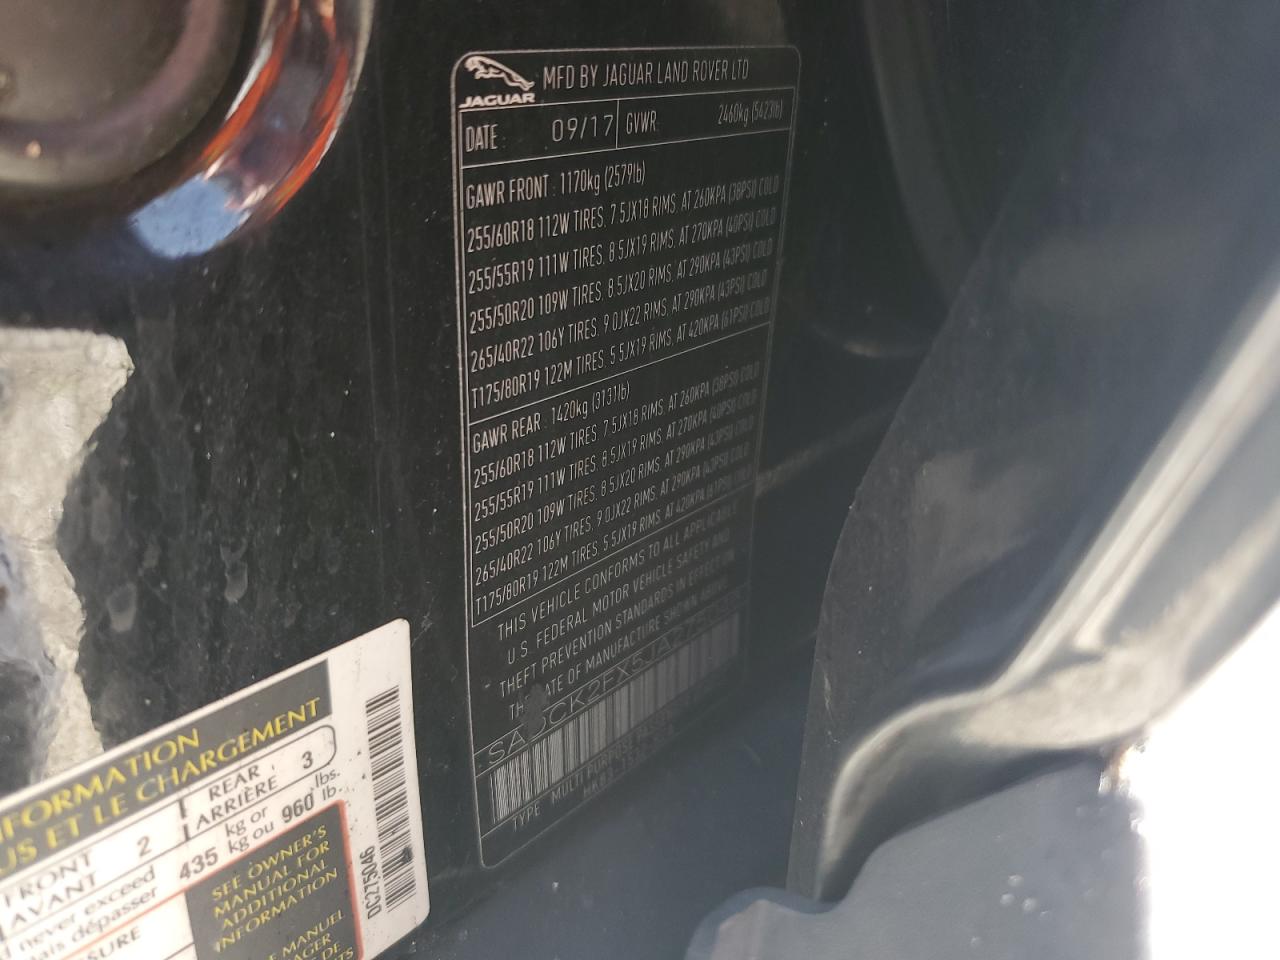 JAGUAR
MFD BY JAGUAR LAND ROVER LTD
DATE : 09/17 GVWR: 2460kg (5423lb)
GAWR FRONT : 1170kg (2579lb)
255/60R18 112W TIRES, 7.5JX18 RIMS, AT 260KPA (38PSI) COLD
255/55R19 111W TIRES, 8.5JX19 RIMS, AT 270KPA (40PSI) COLD
255/50R20 109W TIRES, 8.5JX20 RIMS, AT 290KPA (43PSI) COLD
265/40R22 106Y TIRES, 9.0JX22 RIMS, AT 290KPA (43PSI) COLD
T175/80R19 122M TIRES, 5.5JX19 RIMS, AT 420KPA (61PSI) COLD
GAWR REAR : 1420kg (3131lb)
255/60R18 112W TIRES, 7.5JX18 RIMS, AT 260KPA (38PSI) COLD
255/55R19 111W TIRES, 8.5JX19 RIMS, AT 270KPA (40PSI) COLD
255/50R20 109W TIRES, 8.5JX20 RIMS, AT 290KPA (43PSI) COLD
265/40R22 106Y TIRES, 9.0JX22 RIMS, AT 290KPA (43PSI) COLD
T175/80R19 122M TIRES, 5.5JX19 RIMS, AT 420KPA (61PSI) COLD
THIS VEHICLE CONFORMS TO ALL APPLICABLE
U.S. FEDERAL MOTOR VEHICLE SAFETY AND
THEFT PREVENTION STANDARDS IN EFFECT ON
OF MANUFACTURE SHOWN ABOVE
TYPE MULTI PURPOSE
NFORMATION
US ET LE CHARGEMENT
FRONT 2 REAR 3
AVANT ARRIÈRE
never exceed 435 kg or 960 lbs.
dépasser kg ou lb.
SEE OWNER'S
MANUAL FOR
ADDITIONAL
INFORMATION
MANUEL
DC275046